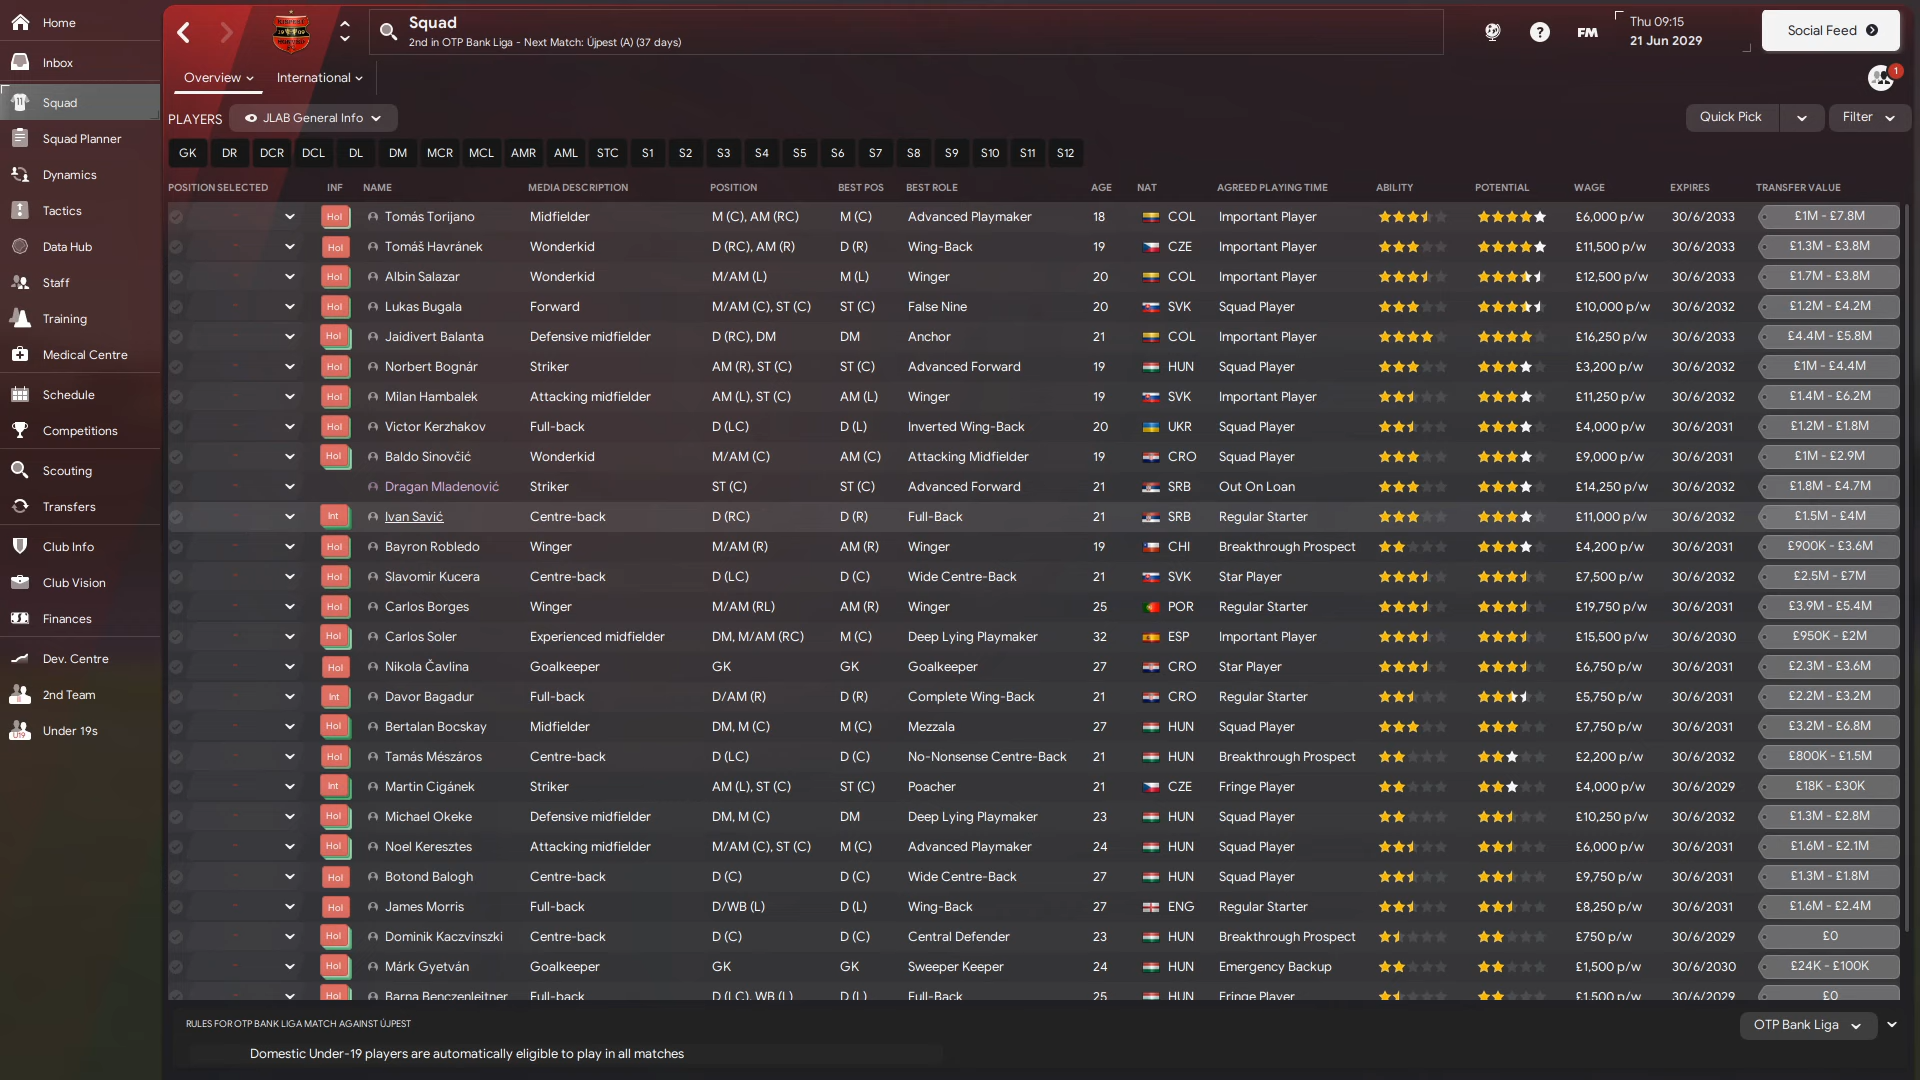 Home
Inbox
Squad
Squad Planner
Dynamics
Tactics
Data Hub
Staff
Training
Medical Centre
Schedule
Competitions
Scouting
Transfers
Club Info
Club Vision
Finances
Dev. Centre
2nd Team
Under 19s
Squad
2nd in OTP Bank Liga - Next Match: Újpest (A) (37 days)
FM
Thu 09:15
21 Jun 2029
Social Feed
Overview International
1
PLAYERS JLAB General Info Quick Pick Filter
GK DR DCR DCL DL DM MCR MCL AMR AML STC S1 S2 S3 S4 S5 S6 S7 S8 S9 S10 S11 S12
POSITION SELECTED INF NAME MEDIA DESCRIPTION POSITION BEST POS BEST ROLE AGE NAT AGREED PLAYING TIME ABILITY POTENTIAL WAGE EXPIRES TRANSFER VALUE
- Hol Tomás Torijano Midfielder M (C), AM (RC) M (C) Advanced Playmaker 18 COL Important Player £6,000 p/w 30/6/2033 £1M - £7.8M
- Hol Tomáš Havránek Wonderkid D (RC), AM (R) D (R) Wing-Back 19 CZE Important Player £11,500 p/w 30/6/2033 £1.3M - £3.8M
- Hol Albin Salazar Wonderkid M/AM (L) M (L) Winger 20 COL Important Player £12,500 p/w 30/6/2033 £1.7M - £3.8M
- Hol Lukas Bugala Forward M/AM (C), ST (C) ST (C) False Nine 20 SVK Squad Player £10,000 p/w 30/6/2032 £1.2M - £4.2M
- Hol Jaidivert Balanta Defensive midfielder D (RC), DM DM Anchor 21 COL Important Player £16,250 p/w 30/6/2033 £4.4M - £5.8M
- Hol Norbert Bognár Striker AM (R), ST (C) ST (C) Advanced Forward 19 HUN Squad Player £3,200 p/w 30/6/2032 £1M - £4.4M
- Hol Milan Hambalek Attacking midfielder AM (L), ST (C) AM (L) Winger 19 SVK Important Player £11,250 p/w 30/6/2032 £1.4M - £6.2M
- Hol Victor Kerzhakov Full-back D (LC) D (L) Inverted Wing-Back 20 UKR Squad Player £4,000 p/w 30/6/2031 £1.2M - £1.8M
- Hol Baldo Sinovčić Wonderkid M/AM (C) AM (C) Attacking Midfielder 19 CRO Squad Player £9,000 p/w 30/6/2031 £1M - £2.9M
- Dragan Mladenović Striker ST (C) ST (C) Advanced Forward 21 SRB Out On Loan £14,250 p/w 30/6/2032 £1.8M - £4.7M
- Int Ivan Savić Centre-back D (RC) D (R) Full-Back 21 SRB Regular Starter £11,000 p/w 30/6/2032 £1.5M - £4M
- Hol Bayron Robledo Winger M/AM (R) AM (R) Winger 19 CHI Breakthrough Prospect £4,200 p/w 30/6/2031 £900K - £3.6M
- Hol Slavomir Kucera Centre-back D (LC) D (C) Wide Centre-Back 21 SVK Star Player £7,500 p/w 30/6/2032 £2.5M - £7M
- Hol Carlos Borges Winger M/AM (RL) AM (R) Winger 25 POR Regular Starter £19,750 p/w 30/6/2031 £3.9M - £5.4M
- Hol Carlos Soler Experienced midfielder DM, M/AM (RC) M (C) Deep Lying Playmaker 32 ESP Important Player £15,500 p/w 30/6/2030 £950K - £2M
- Hol Nikola Čavlina Goalkeeper GK GK Goalkeeper 27 CRO Star Player £6,750 p/w 30/6/2031 £2.3M - £3.6M
- Int Davor Bagadur Full-back D/AM (R) D (R) Complete Wing-Back 21 CRO Regular Starter £5,750 p/w 30/6/2031 £2.2M - £3.2M
- Hol Bertalan Bocskay Midfielder DM, M (C) M (C) Mezzala 27 HUN Squad Player £7,750 p/w 30/6/2031 £3.2M - £6.8M
- Hol Tamás Mészáros Centre-back D (LC) D (C) No-Nonsense Centre-Back 21 HUN Breakthrough Prospect £2,200 p/w 30/6/2032 £800K - £1.5M
- Int Martin Cigánek Striker AM (L), ST (C) ST (C) Poacher 21 CZE Fringe Player £4,000 p/w 30/6/2029 £18K - £30K
- Hol Michael Okeke Defensive midfielder DM, M (C) DM Deep Lying Playmaker 23 HUN Squad Player £10,250 p/w 30/6/2032 £1.3M - £2.8M
- Hol Noel Keresztes Attacking midfielder M/AM (C), ST (C) M (C) Advanced Playmaker 24 HUN Squad Player £6,000 p/w 30/6/2031 £1.6M - £2.1M
- Hol Botond Balogh Centre-back D (C) D (C) Wide Centre-Back 27 HUN Squad Player £9,750 p/w 30/6/2031 £1.3M - £1.8M
- Hol James Morris Full-back D/WB (L) D (L) Wing-Back 27 ENG Regular Starter £8,250 p/w 30/6/2031 £1.6M - £2.4M
- Hol Dominik Kaczvinszki Centre-back D (C) D (C) Central Defender 23 HUN Breakthrough Prospect £750 p/w 30/6/2029 £0
- Hol Márk Gyetván Goalkeeper GK GK Sweeper Keeper 24 HUN Emergency Backup £1,500 p/w 30/6/2030 £24K - £100K
- Hol Barna Benczenleitner Full-back D (LC), WB (L) D (L) Full-Back 25 HUN Fringe Player £1,500 p/w 30/6/2029 £0
RULES FOR OTP BANK LIGA MATCH AGAINST ÚJPEST OTP Bank Liga
Domestic Under-19 players are automatically eligible to play in all matches